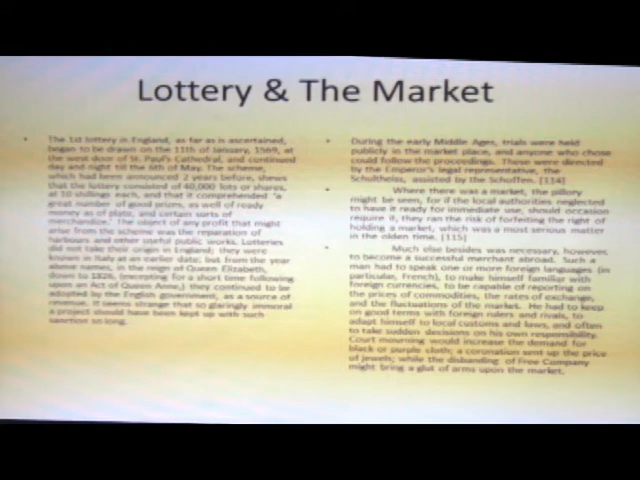 Lottery & The Market
The 1st lottery in England, as far as is ascertained,
began to be drawn on the 11th of January, 1569, at
the west door of St. Paul's Cathedral, and continued
day and night till the 6th of May. The scheme,
which had been announced 2 years before, shews
that the lottery consisted of 40,000 lots or shares,
at 10 shillings each, and that it comprehended 'a
great number of good prizes, as well of ready
money as of plate, and certain sorts of
merchandize.' The object of any profit that might
arise from the scheme was the reparation of
harbours and other useful public works. Lotteries
did not take their origin in England; they were
known in Italy at an earlier date; but from the year
above named, in the reign of Queen Elizabeth,
down to 1826, (excepting for a short time following
upon an Act of Queen Anne,) they continued to be
adopted by the English government, as a source of
revenue. It seems strange that so glaringly immoral
a project should have been kept up with such
sanction so long.
During the early Middle Ages, trials were held
publicly in the market place, and anyone who chose
could follow the proceedings. These were directed
by the Emperor's legal representative, the
Schultheiss, assisted by the Schoffen. [114]
Where there was a market, the pillory
might be seen, for if the local authorities neglected
to have it ready for immediate use, should occasion
require it, they ran the risk of forfeiting the right of
holding a market, which was a most serious matter
in the olden time. [115]
Much else besides was necessary, however,
to become a successful merchant abroad. Such a
man had to speak one or more foreign languages (in
particular, French), to make himself familiar with
foreign currencies, to be capable of reporting on
the prices of commodities, the rates of exchange,
and the fluctuations of the market. He had to keep
on good terms with foreign rulers and rivals, to
adapt himself to local customs and laws, and often
to take sudden decisions on his own responsibility.
Court mourning would increase the demand for
black or purple cloth; a coronation sent up the price
of jewels; while the disbanding of Free Company
might bring a glut of arms upon the market.